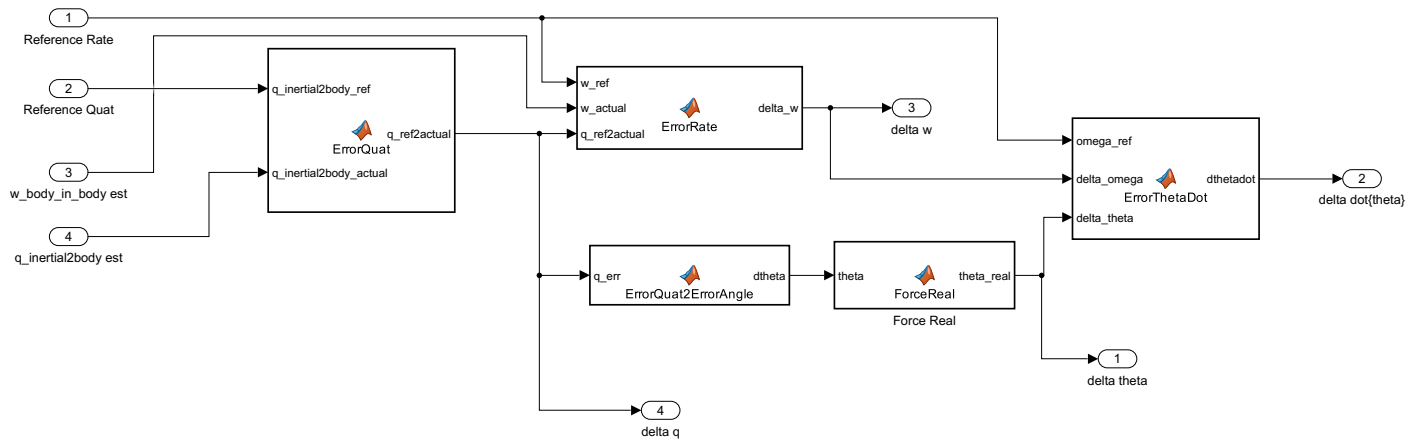 1
Reference Rate
2
Reference Quat
3
w_body_in_body est
4
q_inertial2body est
q_inertial2body_ref
q_ref2actual
ErrorQuat
q_inertial2body_actual
w_ref
w_actual
delta_w
ErrorRate
q_ref2actual
3
delta w
omega_ref
delta_omega
dthetadot
ErrorThetaDot
delta_theta
2
delta dot{theta}
q_err
dtheta
ErrorQuat2ErrorAngle
theta
theta_real
ForceReal
Force Real
1
delta theta
4
delta q